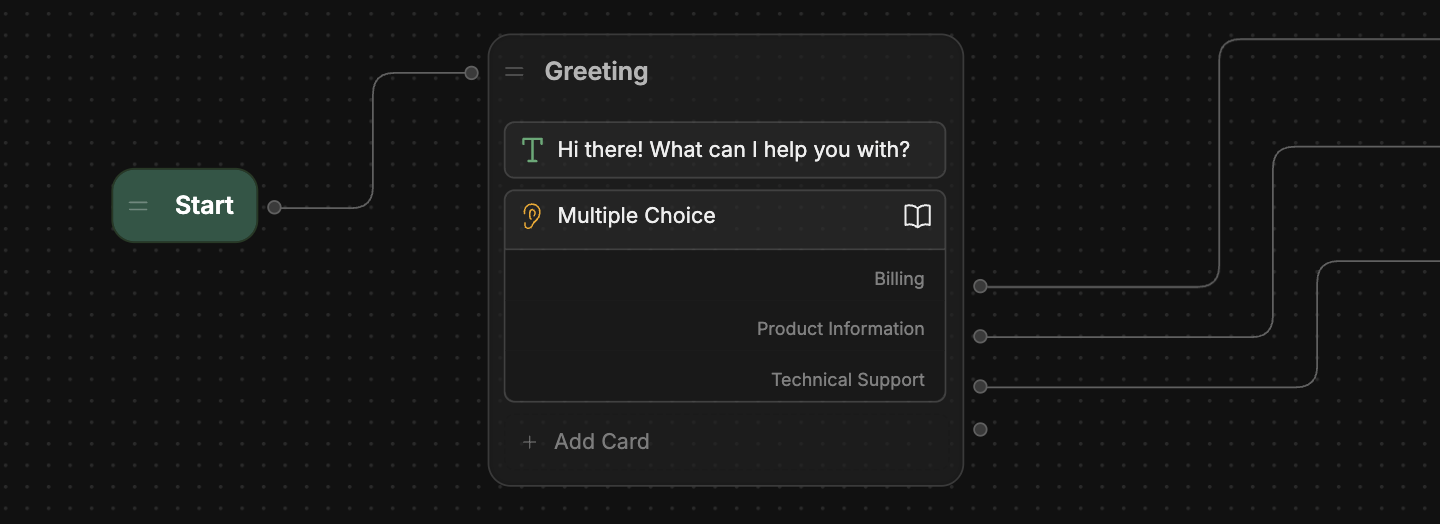 Greeting
Hi there! What can I help you with?
Start
Multiple Choice
Billing
Product Information
Technical Support
+ Add Card